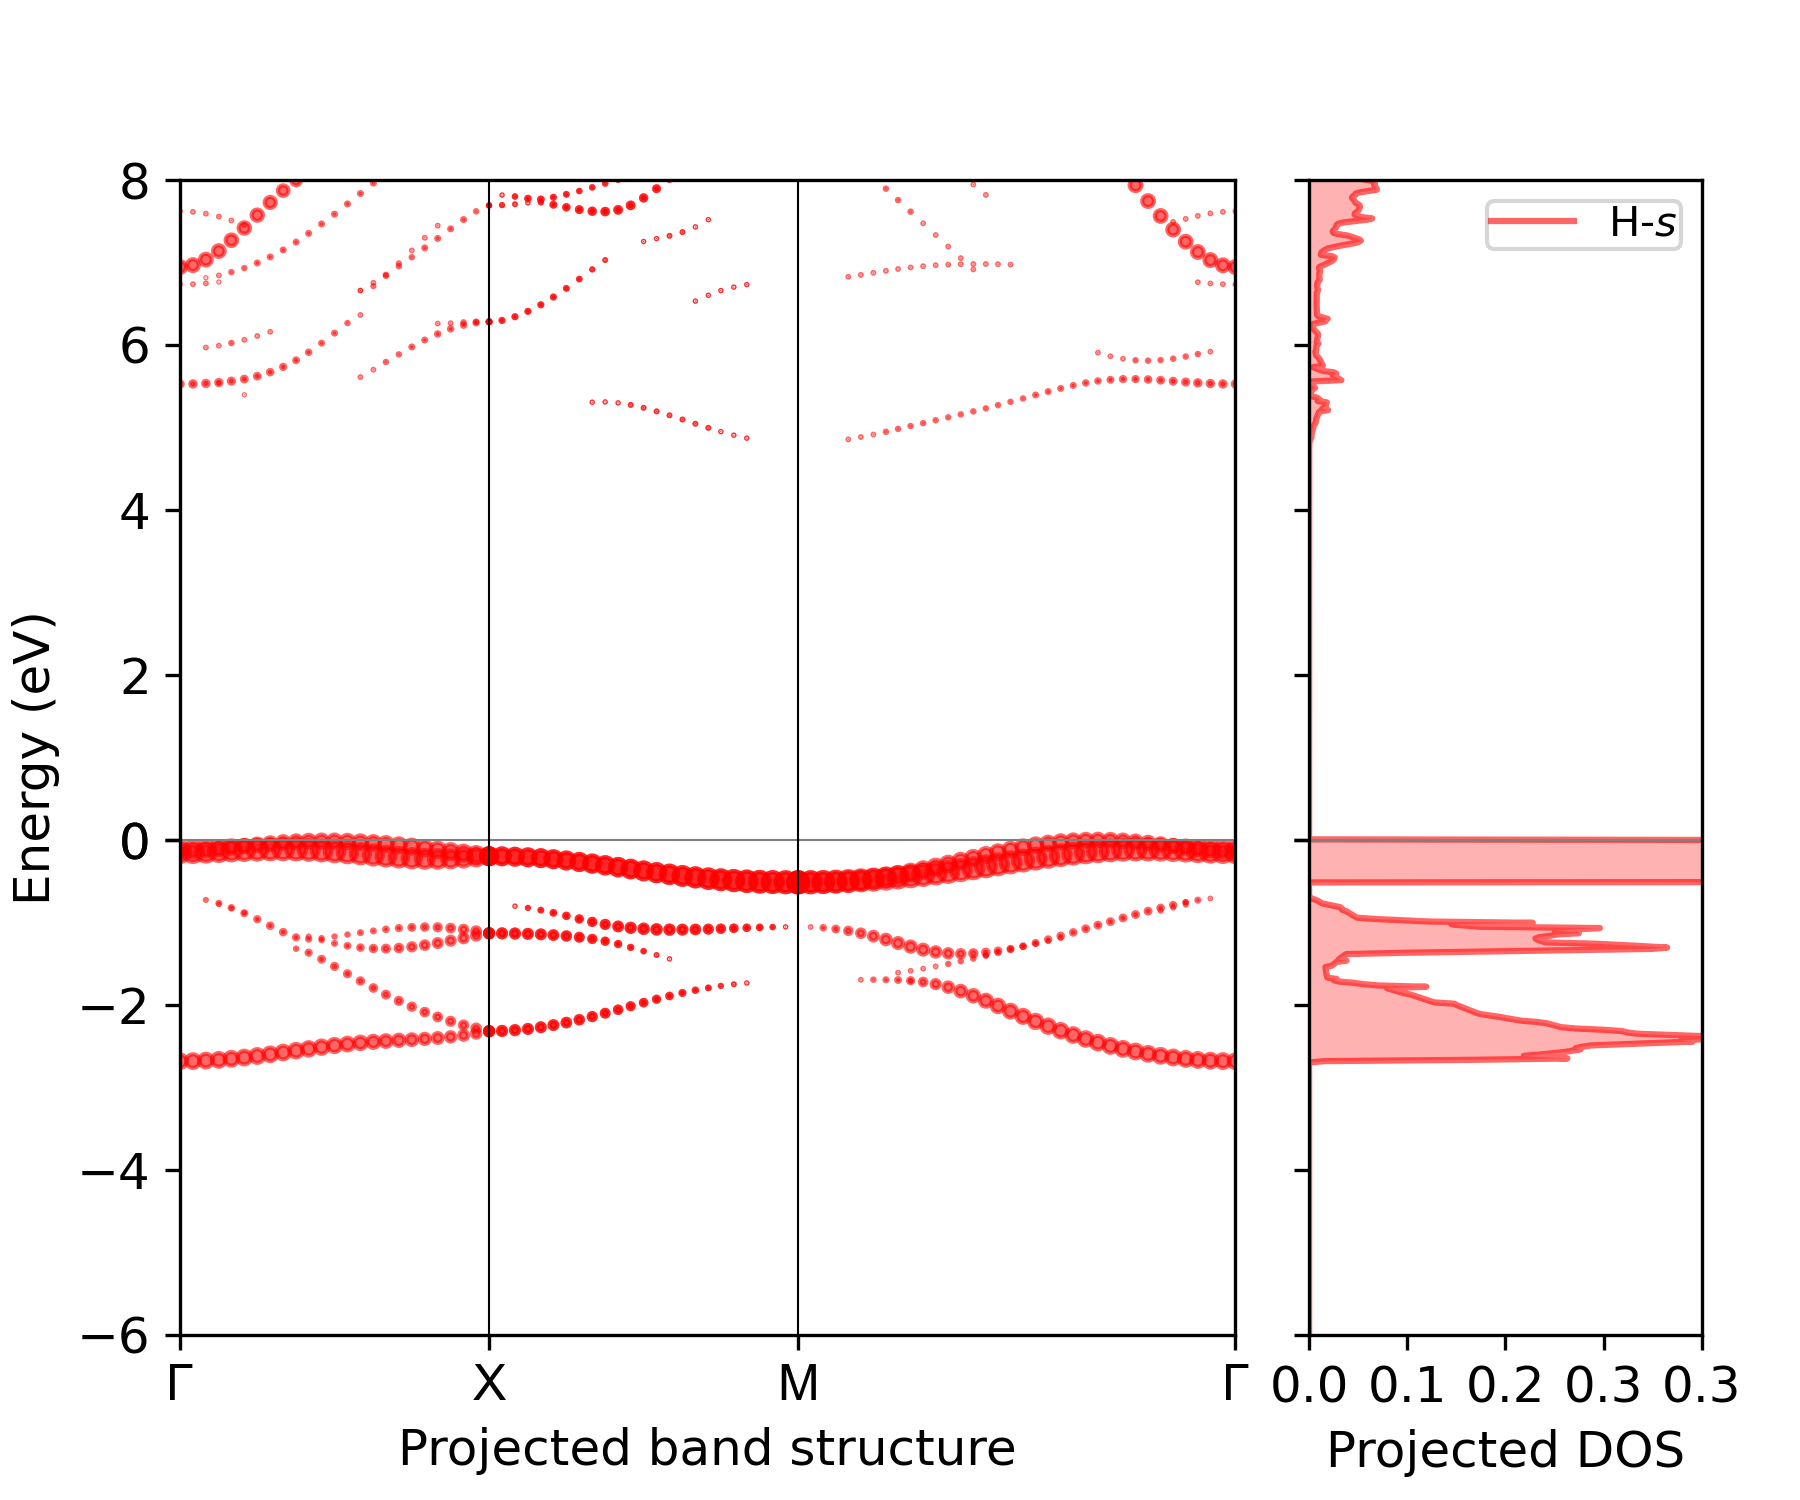 8
6
4
2
0
−2
−4
−6
Energy (eV)
Γ X M Γ
Projected band structure
H-s
0.0 0.1 0.2 0.3 0.3
Projected DOS